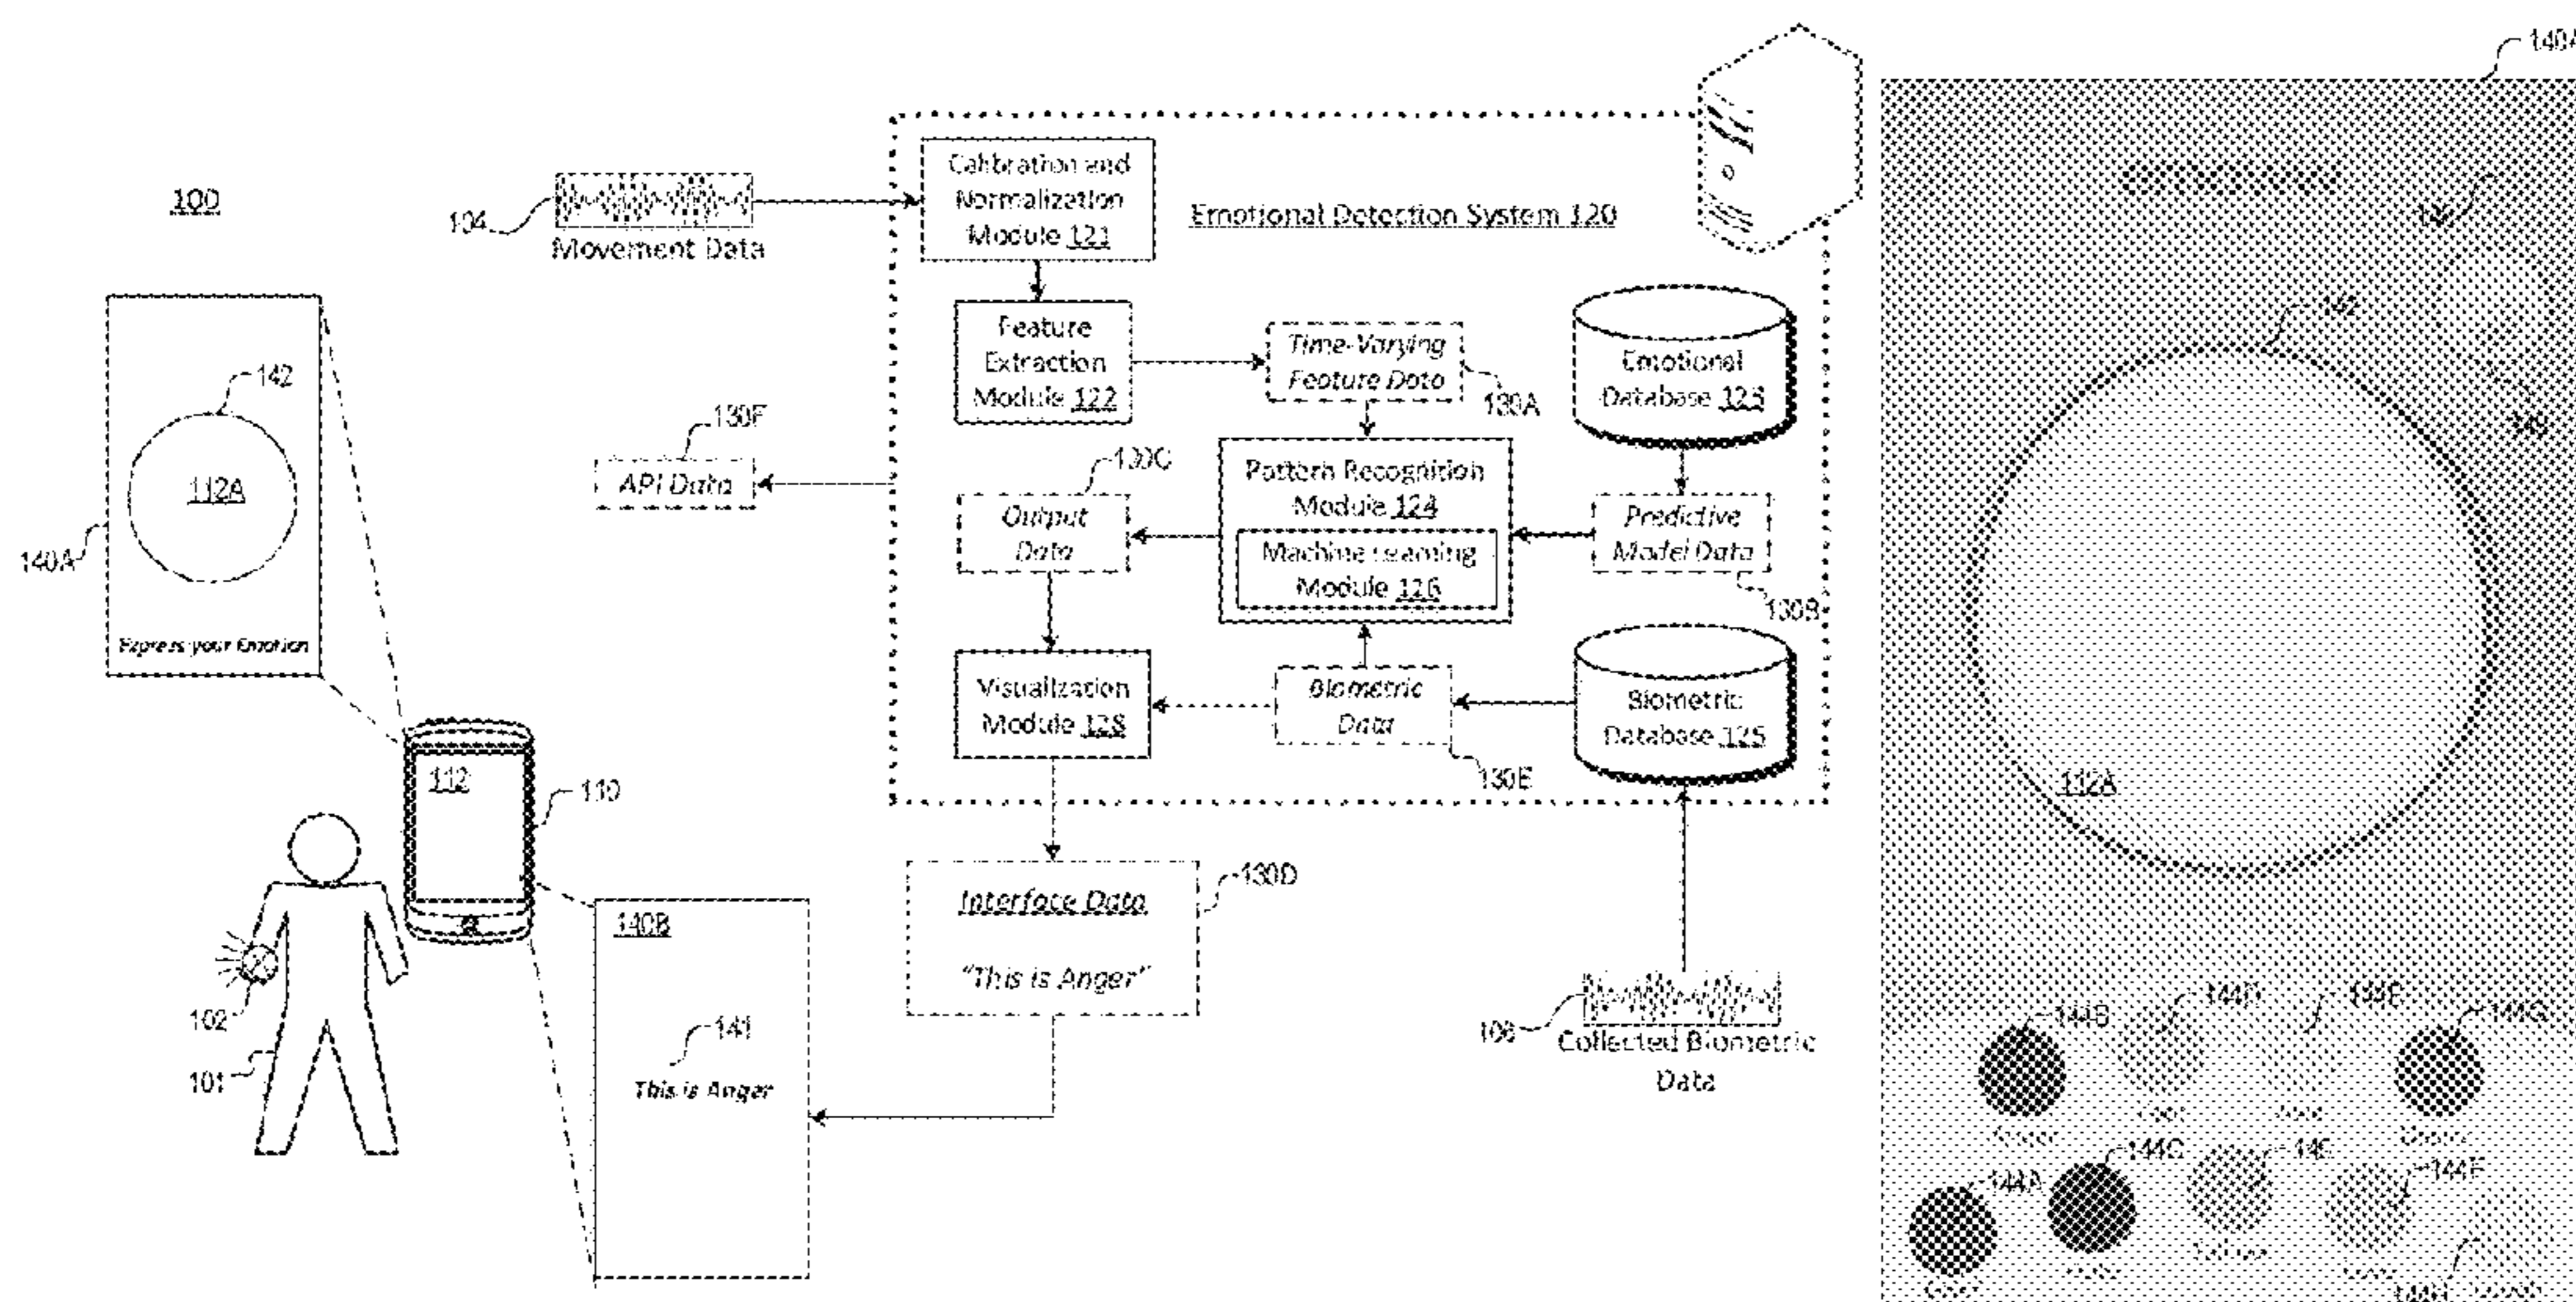 100
104
Movement Data
Calibration and
Normalization
Module 121
Emotional Detection System 120
Feature
Extraction
Module 122
Time-Varying
Feature Data
130A
Emotional
Database 123
130F
API Data
130C
Output
Data
Pattern Recognition
Module 124
Machine Learning
Module 126
Predictive
Model Data
130B
Visualization
Module 128
Biometric
Data
130E
Biometric
Database 125
142
112A
140A
Express your Emotion
112
110
102
101
Interface Data
"This is Anger"
130D
140B
141
This is Anger
106
Collected Biometric
Data
140A
142
112A
144B
144D
144G
144A
144C
144F
144H